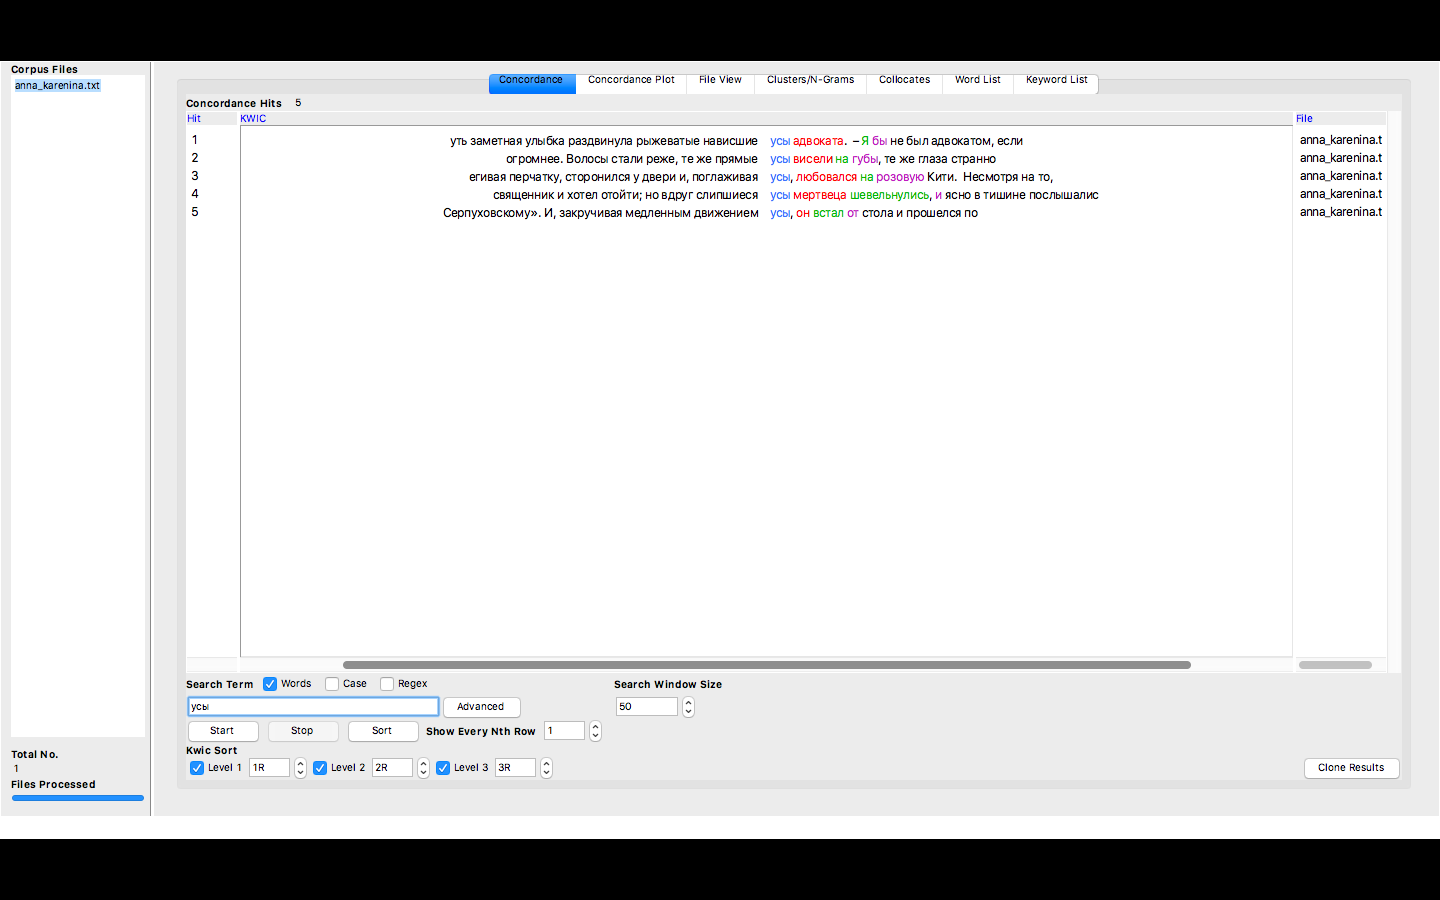 Corpus Files
anna_karenina.txt
Concordance Concordance Plot File View Clusters/N-Grams Collocates Word List Keyword List
Concordance Hits 5
Hit KWIC File
1 уть заметная улыбка раздвинула рыжеватые нависшие усы адвоката. – Я бы не был адвокатом, если anna_karenina.t
2 огромнее. Волосы стали реже, те же прямые усы висели на губы, те же глаза странно anna_karenina.t
3 егивая перчатку, сторонился у двери и, поглаживая усы, любовался на розовую Кити. Несмотря на то, anna_karenina.t
4 священник и хотел отойти; но вдруг слипшиеся усы мертвеца шевельнулись, и ясно в тишине послышалис anna_karenina.t
5 Серпуховскому». И, закручивая медленным движением усы, он встал от стола и прошелся по anna_karenina.t
Search Term Words Case Regex Search Window Size
усы Advanced 50
Start Stop Sort Show Every Nth Row 1
Kwic Sort
Level 1 1R Level 2 2R Level 3 3R Clone Results
Total No.
1
Files Processed